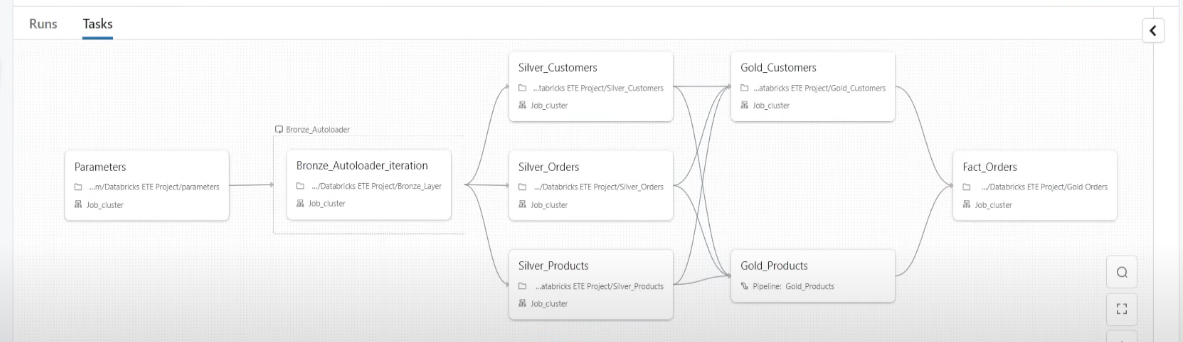 Runs
Tasks
Parameters
...m/Databricks ETE Project/parameters
Job_cluster
Bronze_Autoloader
Bronze_Autoloader_iteration
.../Databricks ETE Project/Bronze_Layer
Job_cluster
Silver_Customers
...tabricks ETE Project/Silver_Customers
Job_cluster
Silver_Orders
.../Databricks ETE Project/Silver_Orders
Job_cluster
Silver_Products
...atabricks ETE Project/Silver_Products
Job_cluster
Gold_Customers
...atabricks ETE Project/Gold_Customers
Job_cluster
Gold_Products
Pipeline: Gold_Products
Fact_Orders
.../Databricks ETE Project/Gold Orders
Job_cluster